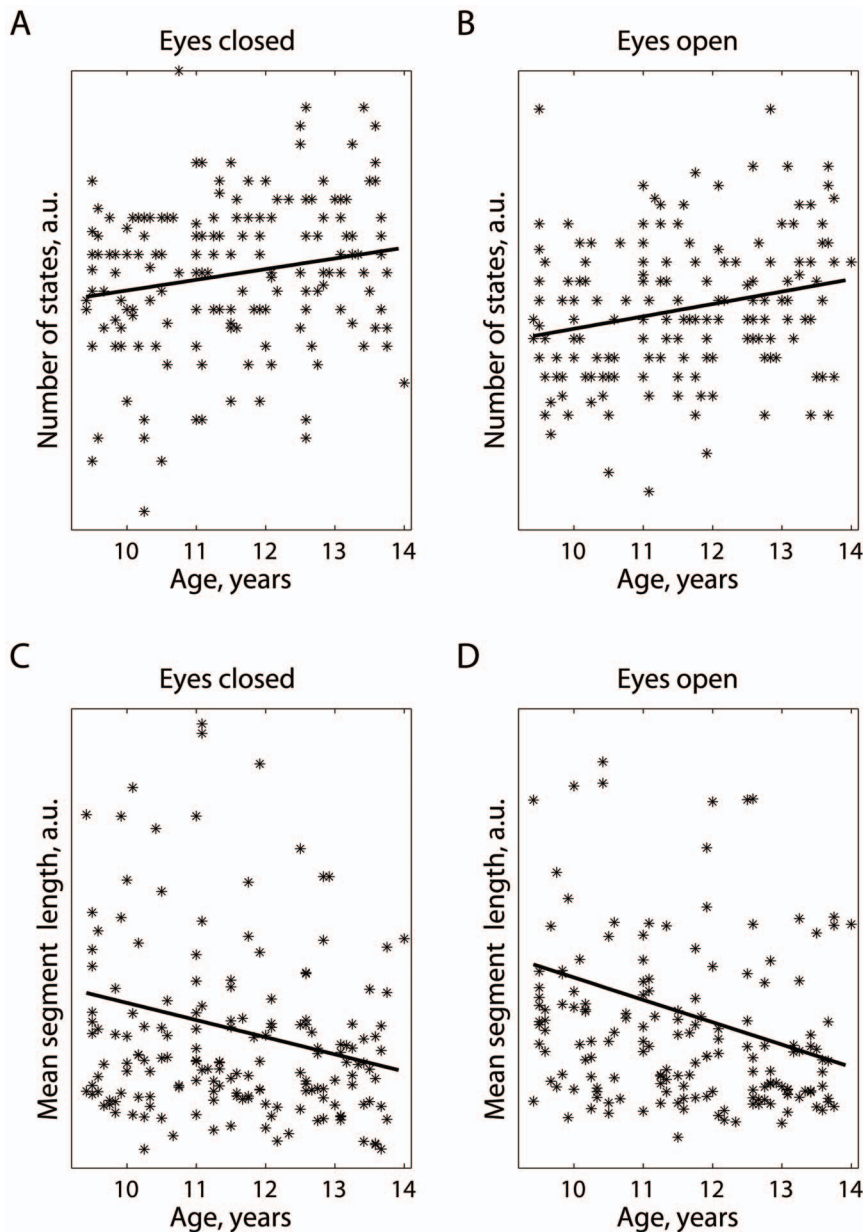 A
Eyes closed
Number of states, a.u.
10 11 12 13 14
Age, years
B
Eyes open
Number of states, a.u.
10 11 12 13 14
Age, years
C
Eyes closed
Mean segment length, a.u.
10 11 12 13 14
Age, years
D
Eyes open
Mean segment length, a.u.
10 11 12 13 14
Age, years